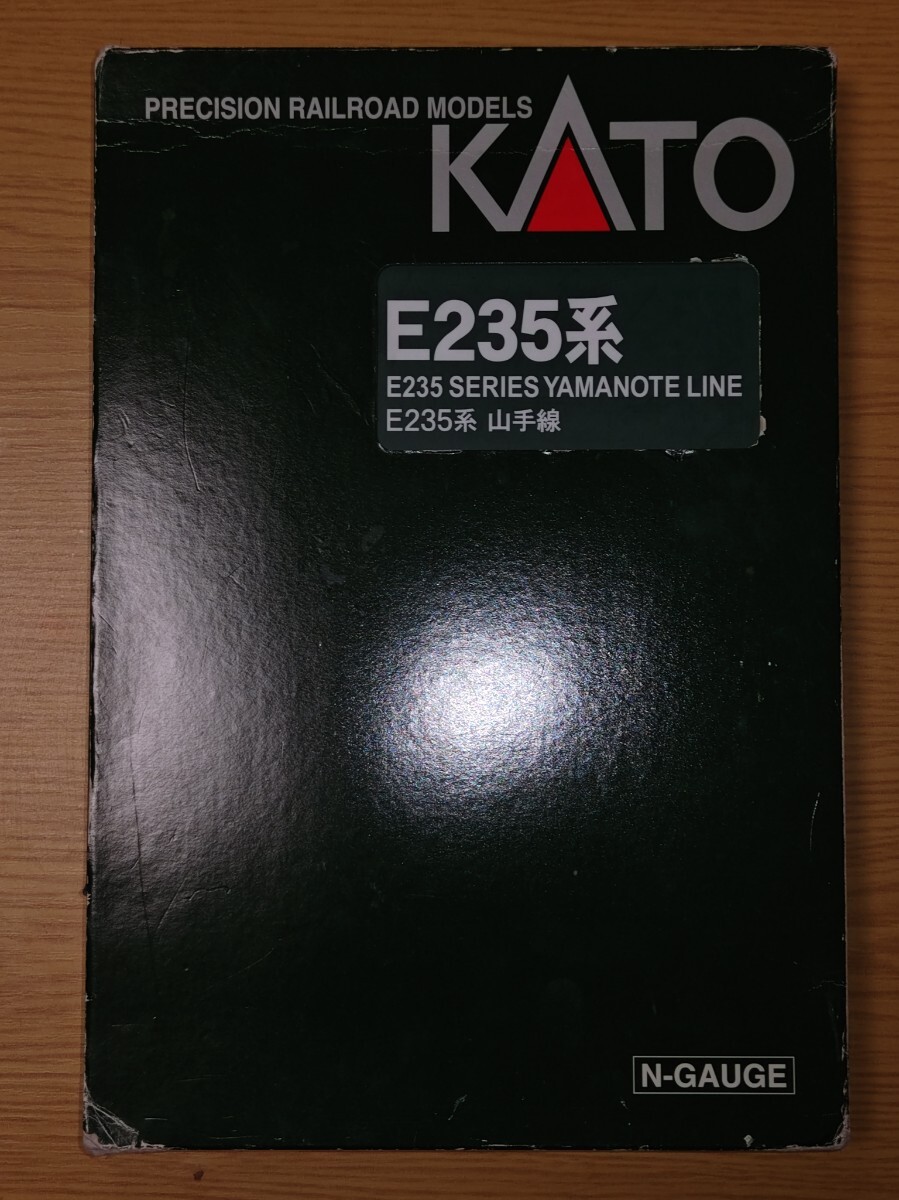 PRECISION RAILROAD MODELS
KATO
E235系
E235 SERIES YAMANOTE LINE
E235系 山手線
N-GAUGE